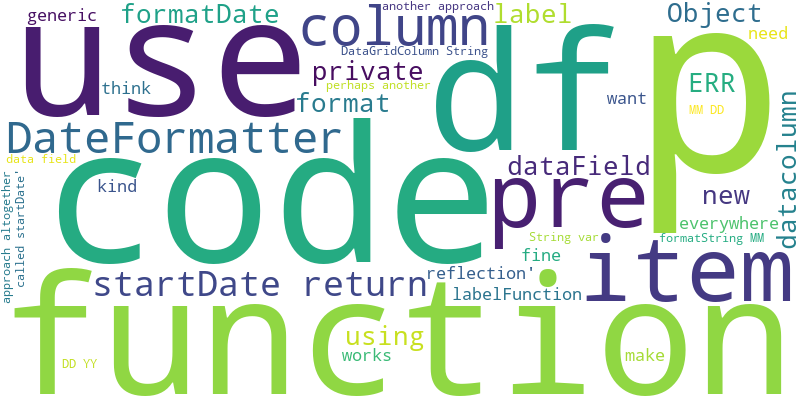 generic
formatDate
another approach
label
Object
use
column
DataGridColumn String
need
private
perhaps another
think
format
df
want
ERR
MM DD
p
DateFormatter
data field
code
kind
dataField
pre
new
datacolumn
everywhere
formatString MM
String var
fine
approach altogether
called startDate'
startDate
return
reflection'
labelFunction
item
function
using
works
make
DD YY